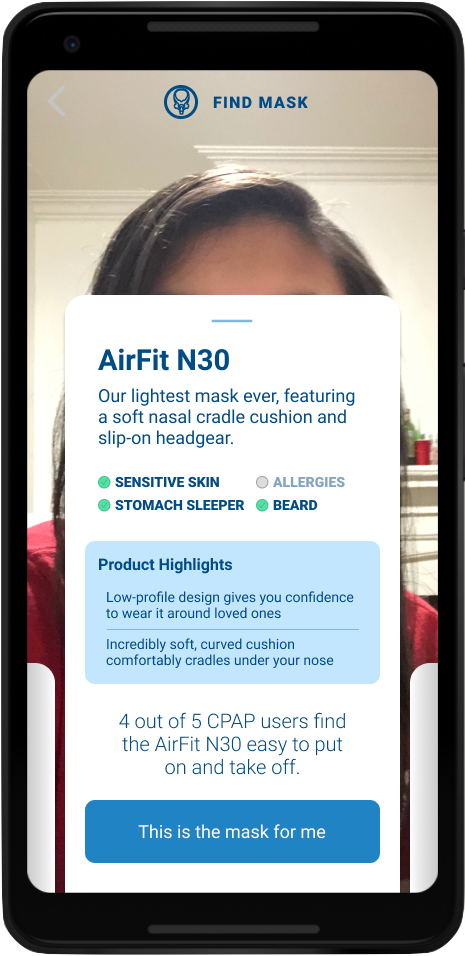 FIND MASK
AirFit N30
Our lightest mask ever, featuring
a soft nasal cradle cushion and
slip-on headgear.
SENSITIVE SKIN
ALLERGIES
STOMACH SLEEPER
BEARD
Product Highlights
Low-profile design gives you confidence
to wear it around loved ones
Incredibly soft, curved cushion
comfortably cradles under your nose
4 out of 5 CPAP users find
the AirFit N30 easy to put
on and take off.
This is the mask for me